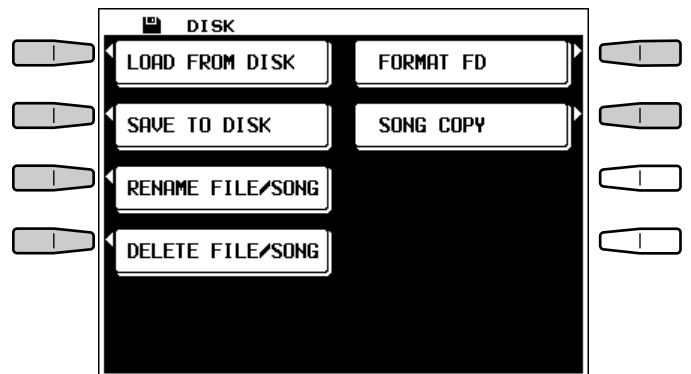 DISK
LOAD FROM DISK
FORMAT FD
SAVE TO DISK
SONG COPY
RENAME FILE/SONG
DELETE FILE/SONG